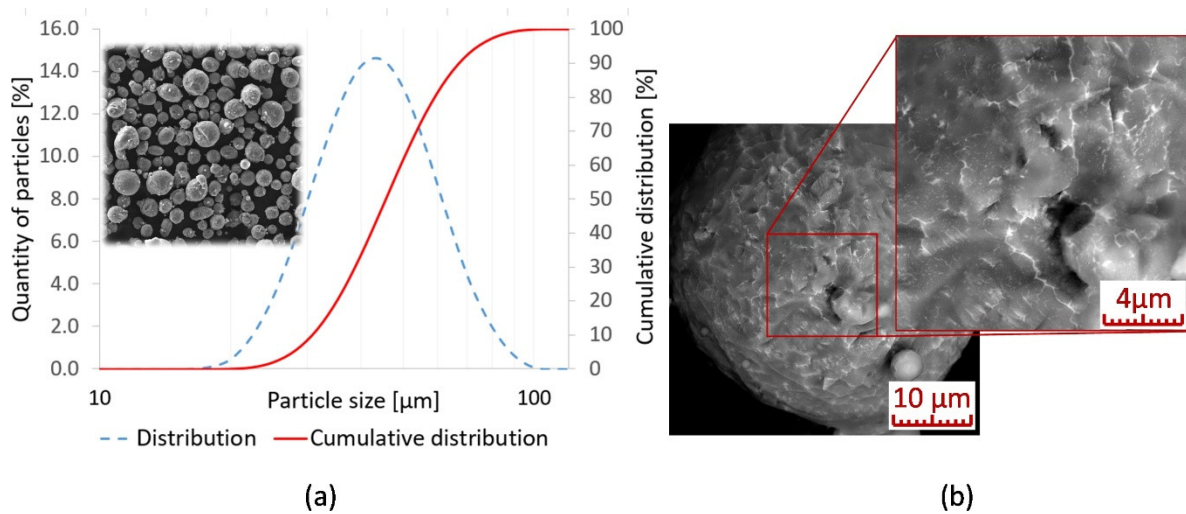 Quantity of particles [%]
16.0
14.0
12.0
10.0
8.0
6.0
4.0
2.0
0.0
100
90
80
70
60
50
40
30
20
10
0
Cumulative distribution [%]
10
Particle size [µm]
100
Distribution
Cumulative distribution
4µm
10 µm
(a)
(b)